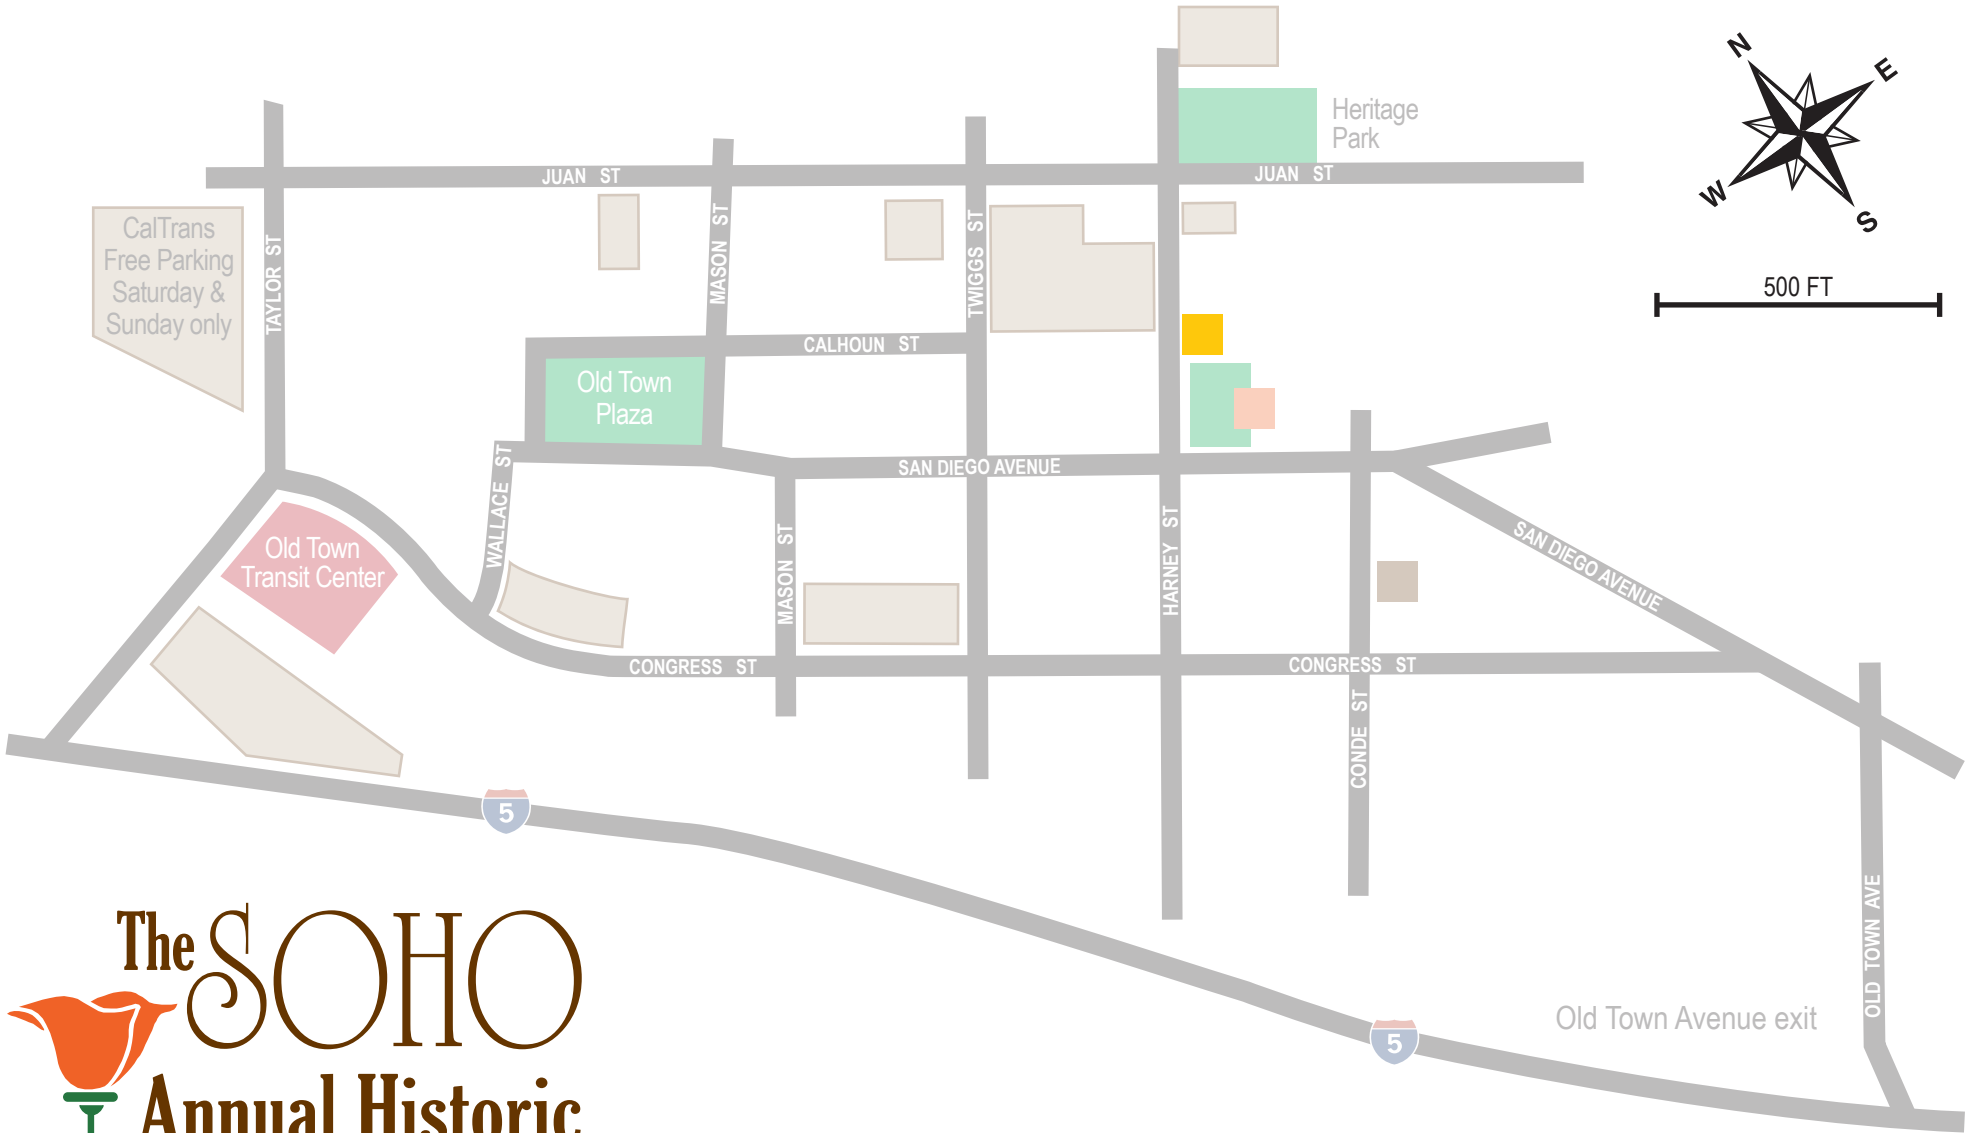 N
E
Heritage
Park
W
S
JUAN ST
JUAN ST
CalTrans
Free Parking
Saturday &
Sunday only
TAYLOR ST
MASON ST
TWIGGS ST
500 FT
CALHOUN ST
Old Town
Plaza
SAN DIEGO AVENUE
WALLACE ST
Old Town
Transit Center
MASON ST
HARNEY ST
SAN DIEGO AVENUE
CONGRESS ST
CONGRESS ST
CONDE ST
5
OLD TOWN AVE
Old Town Avenue exit
5
The SOHO
Annual Historic